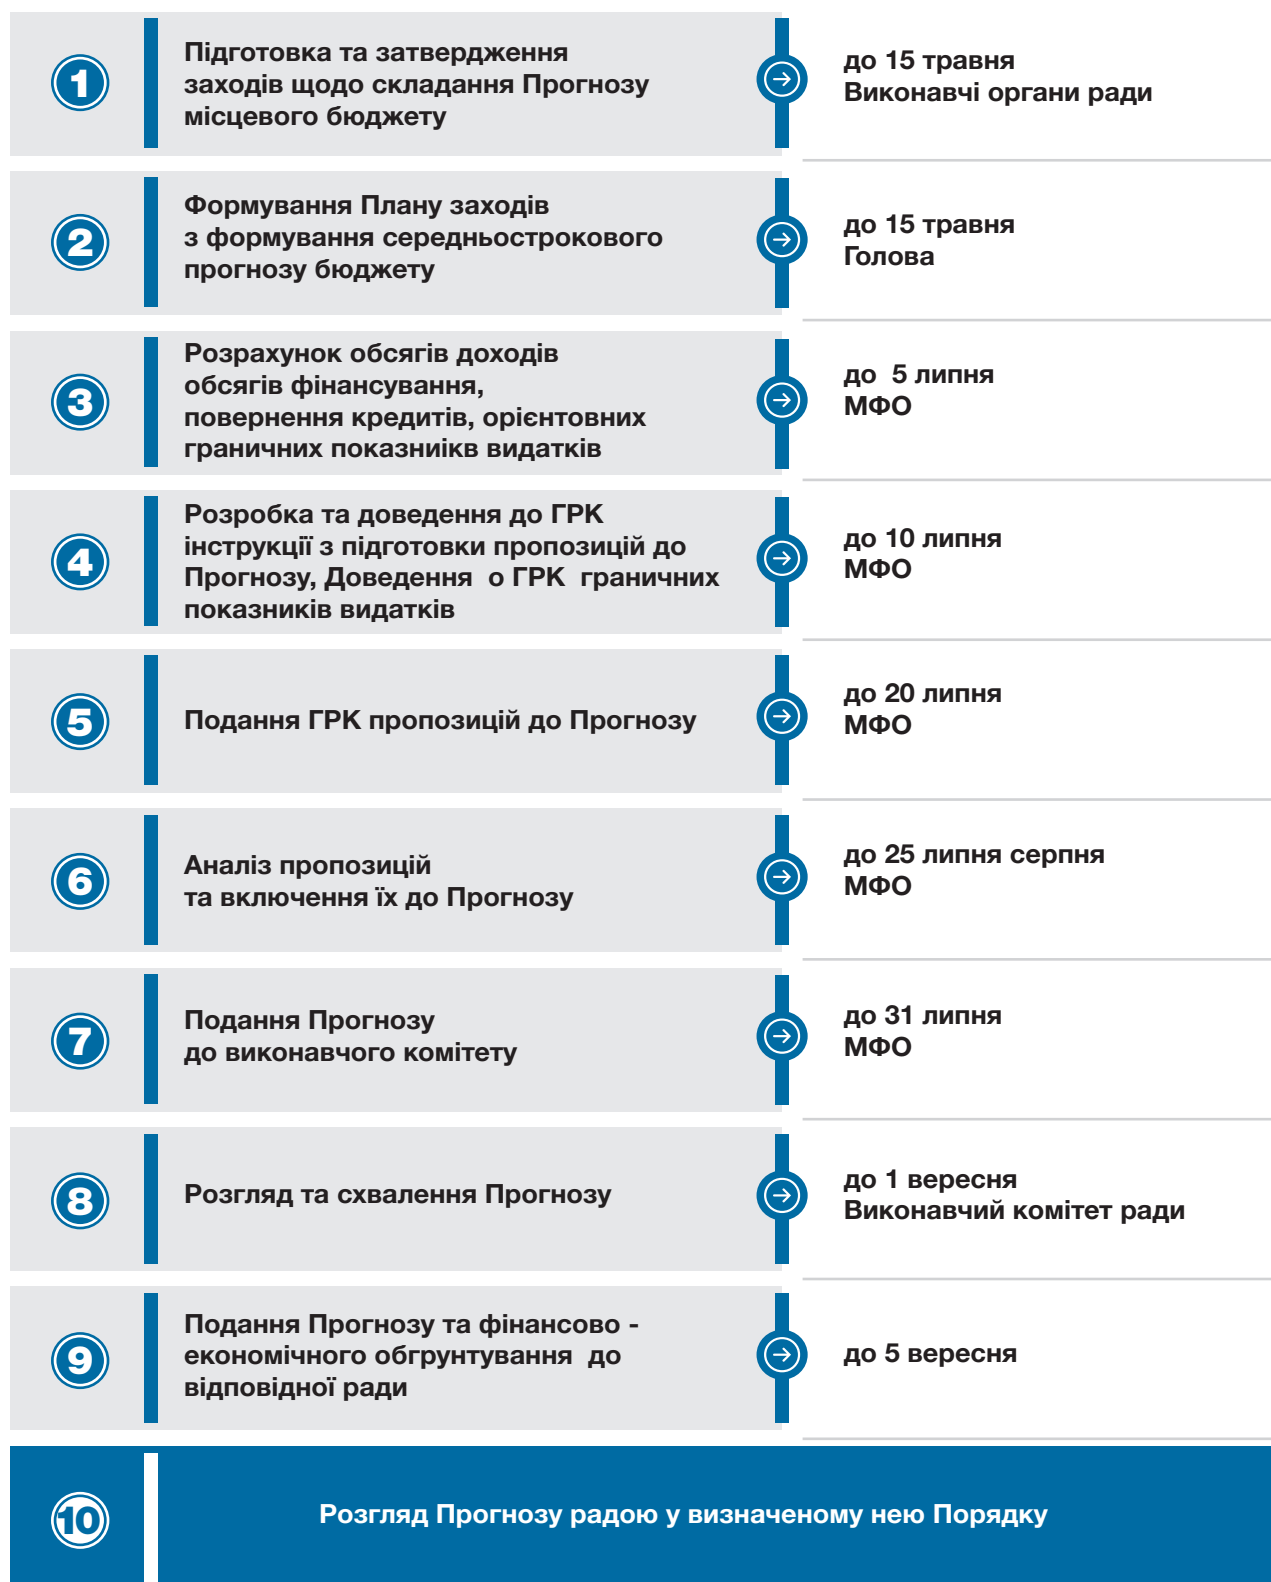 1
Підготовка та затвердження
заходів щодо складання Прогнозу
місцевого бюджету
до 15 травня
Виконавчі органи ради
2
Формування Плану заходів
з формування середньострокового
прогнозу бюджету
до 15 травня
Голова
3
Розрахунок обсягів доходів
обсягів фінансування,
повернення кредитів, орієнтовних
граничних показниікв видатків
до 5 липня
МФО
4
Розробка та доведення до ГРК
інструкції з підготовки пропозицій до
Прогнозу, Доведення о ГРК граничних
показників видатків
до 10 липня
МФО
5
Подання ГРК пропозицій до Прогнозу
до 20 липня
МФО
6
Аналіз пропозицій
та включення їх до Прогнозу
до 25 липня серпня
МФО
7
Подання Прогнозу
до виконавчого комітету
до 31 липня
МФО
8
Розгляд та схвалення Прогнозу
до 1 вересня
Виконавчий комітет ради
9
Подання Прогнозу та фінансово -
економічного обгрунтування до
відповідної ради
до 5 вересня
10
Розгляд Прогнозу радою у визначеному нею Порядку